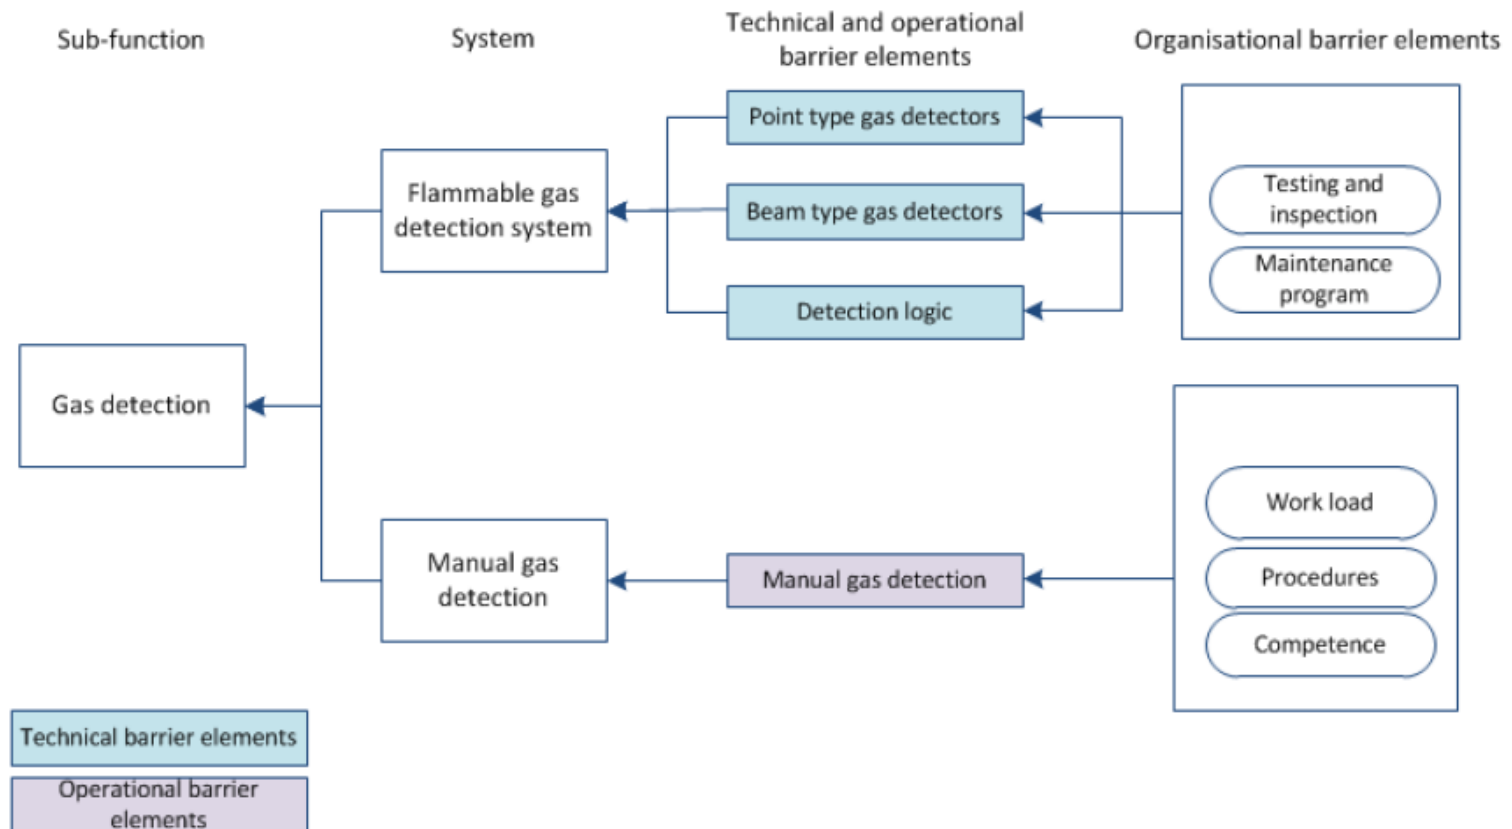 Sub-function
System
Technical and operational
barrier elements
Organisational barrier elements
Point type gas detectors
Flammable gas
detection system
Beam type gas detectors
Testing and
inspection
Maintenance
program
Detection logic
Gas detection
Work load
Manual gas
detection
Manual gas detection
Procedures
Competence
Technical barrier elements
Operational barrier
elements